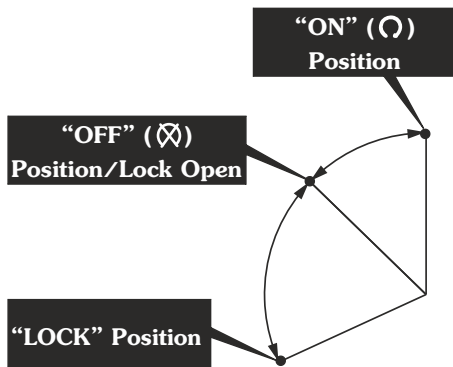 “ON” (Ω)
Position
“OFF” (⊗)
Position/Lock Open
“LOCK” Position